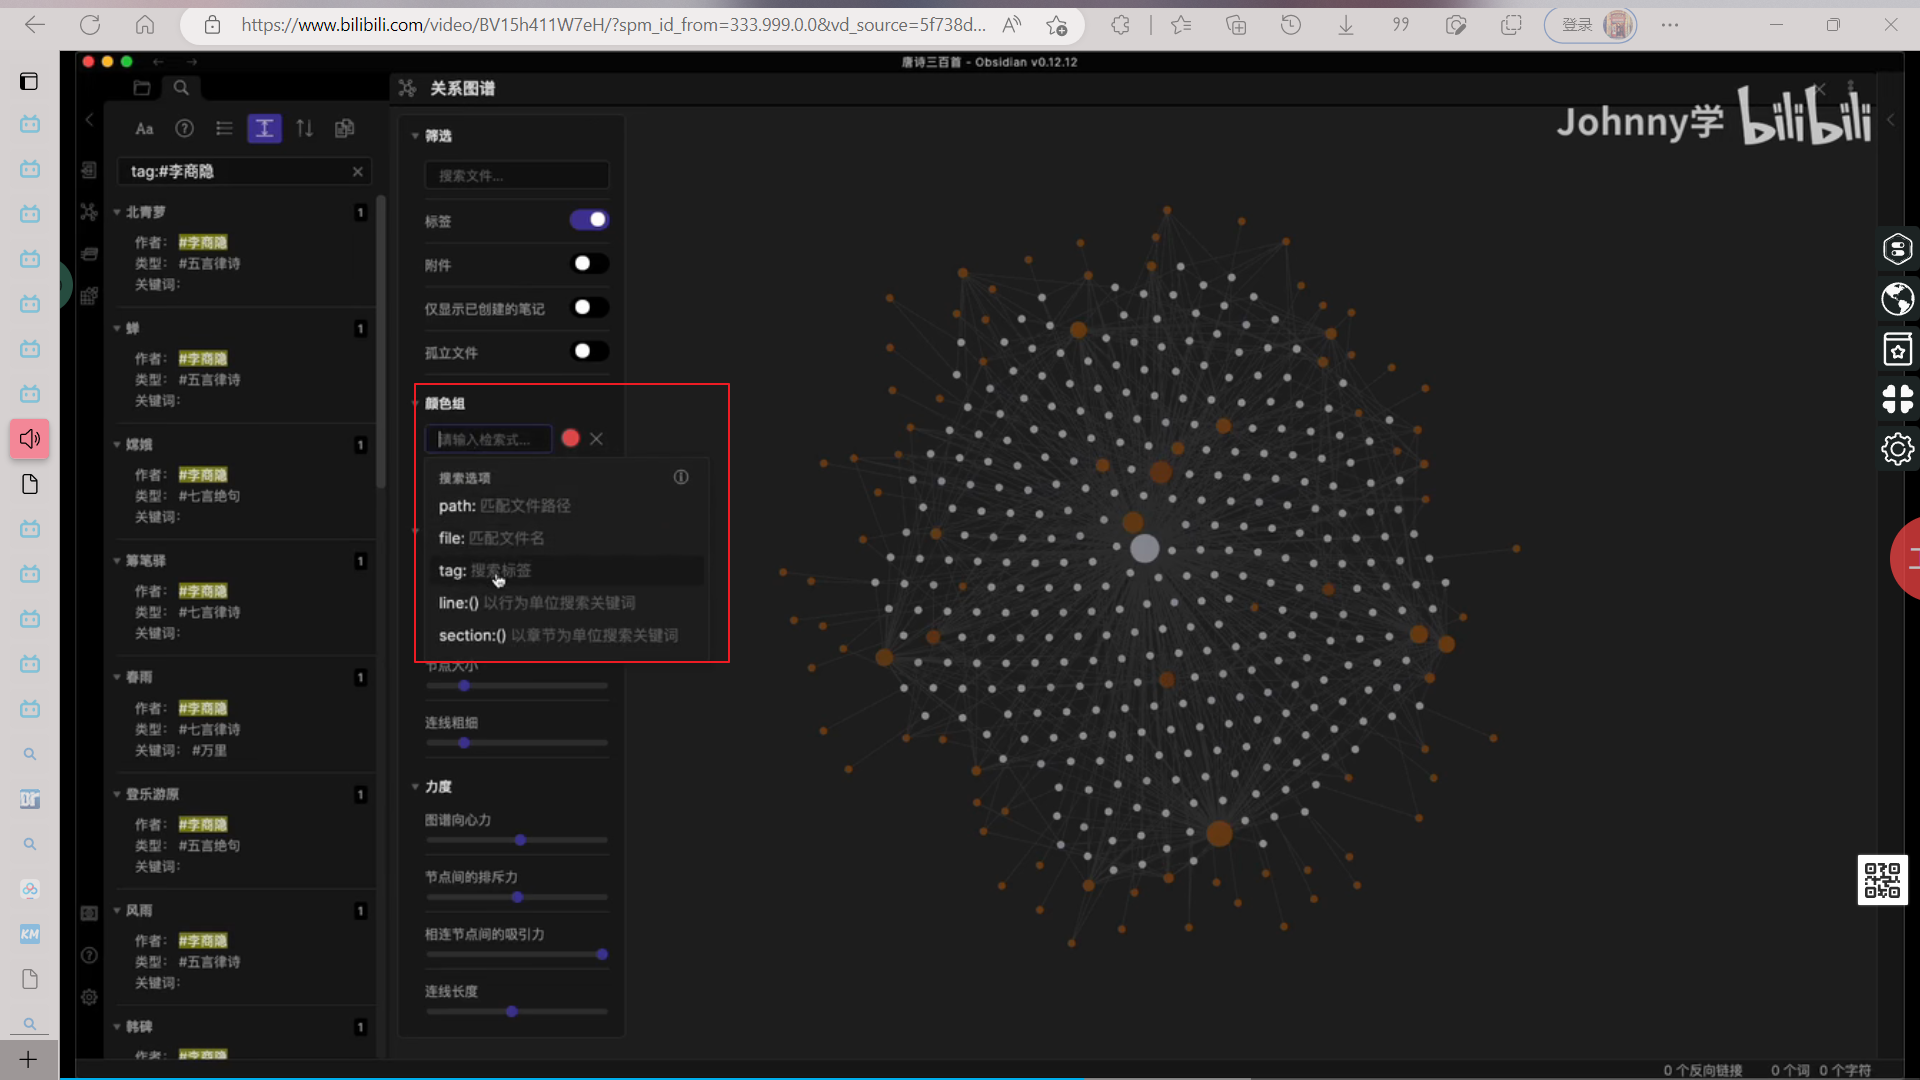 https://www.bilibili.com/video/BV15h411W7eH/?spm_id_from=333.999.0.0&vd_source=5f738d...
登录
唐诗三百首 - Obsidian v0.12.12
关系图谱
Johnny学 bilibili
Aa
tag:#李商隐
北青萝 1
作者: #李商隐
类型: #五言律诗
关键词:
蝉 1
作者: #李商隐
类型: #五言律诗
关键词:
嫦娥 1
作者: #李商隐
类型: #七言绝句
关键词:
筹笔驿 1
作者: #李商隐
类型: #七言律诗
关键词:
春雨 1
作者: #李商隐
类型: #七言律诗
关键词: #万里
登乐游原 1
作者: #李商隐
类型: #五言绝句
关键词:
风雨 1
作者: #李商隐
类型: #五言律诗
关键词:
韩碑 1
作者: #李商隐
筛选
搜索文件...
标签
附件
仅显示已创建的笔记
孤立文件
颜色组
请输入检索式...
搜索选项
path: 匹配文件路径
file: 匹配文件名
tag: 搜索标签
line:() 以行为单位搜索关键词
section:() 以章节为单位搜索关键词
节点大小
连线粗细
力度
图谱向心力
节点间的排斥力
相连节点间的吸引力
连线长度
KM
0 个反向链接 0 个词 0 个字符